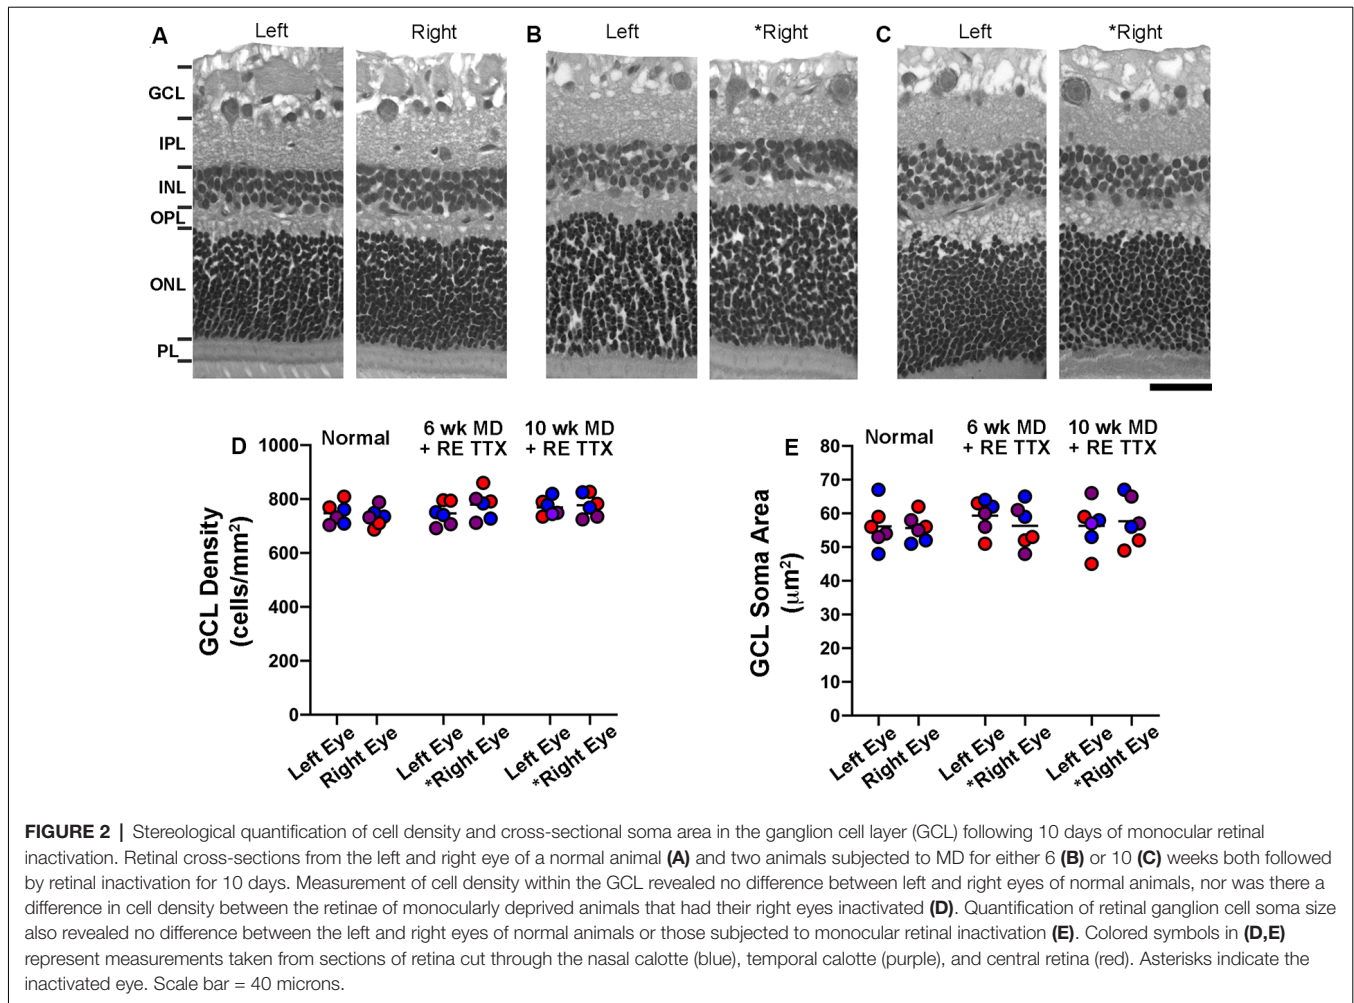 A Left Right B Left *Right C Left *Right
GCL
IPL
INL
OPL
ONL
PL
D
Normal
6 wk MD
+ RE TTX
10 wk MD
+ RE TTX
GCL Density
(cells/mm²)
1000
800
600
400
200
0
Left Eye
Right Eye
Left Eye
*Right Eye
Left Eye
*Right Eye
E
Normal
6 wk MD
+ RE TTX
10 wk MD
+ RE TTX
GCL Soma Area
(μm²)
80
70
60
50
40
30
20
10
0
Left Eye
Right Eye
Left Eye
*Right Eye
Left Eye
*Right Eye
FIGURE 2 | Stereological quantification of cell density and cross-sectional soma area in the ganglion cell layer (GCL) following 10 days of monocular retinal
inactivation. Retinal cross-sections from the left and right eye of a normal animal (A) and two animals subjected to MD for either 6 (B) or 10 (C) weeks both followed
by retinal inactivation for 10 days. Measurement of cell density within the GCL revealed no difference between left and right eyes of normal animals, nor was there a
difference in cell density between the retinae of monocularly deprived animals that had their right eyes inactivated (D). Quantification of retinal ganglion cell soma size
also revealed no difference between the left and right eyes of normal animals or those subjected to monocular retinal inactivation (E). Colored symbols in (D,E)
represent measurements taken from sections of retina cut through the nasal calotte (blue), temporal calotte (purple), and central retina (red). Asterisks indicate the
inactivated eye. Scale bar = 40 microns.